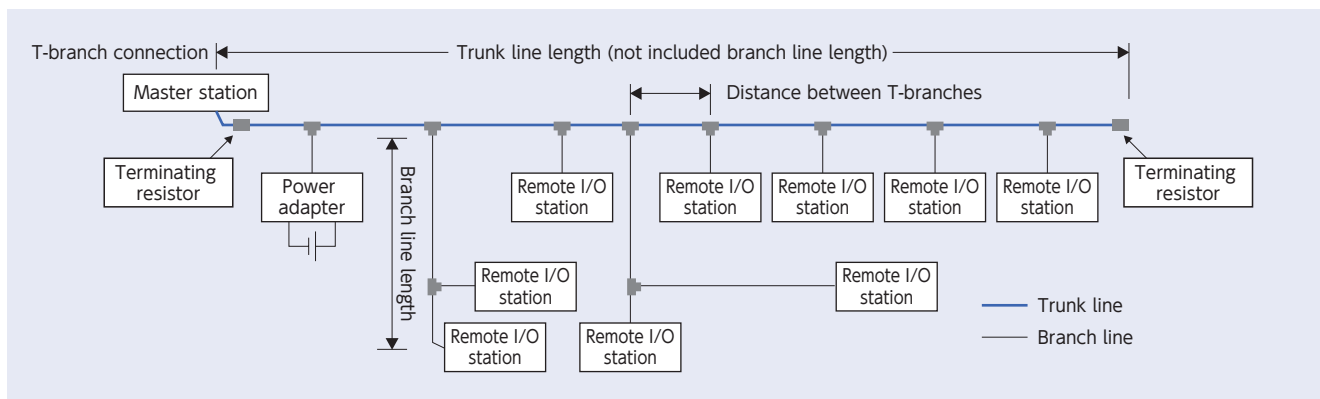 T-branch connection
Trunk line length (not included branch line length)
Master station
Distance between T-branches
Terminating
resistor
Power
adapter
Branch line length
Remote I/O
station
Remote I/O
station
Remote I/O
station
Remote I/O
station
Remote I/O
station
Terminating
resistor
Remote I/O
station
Remote I/O
station
Remote I/O
station
Remote I/O
station
Trunk line
Branch line